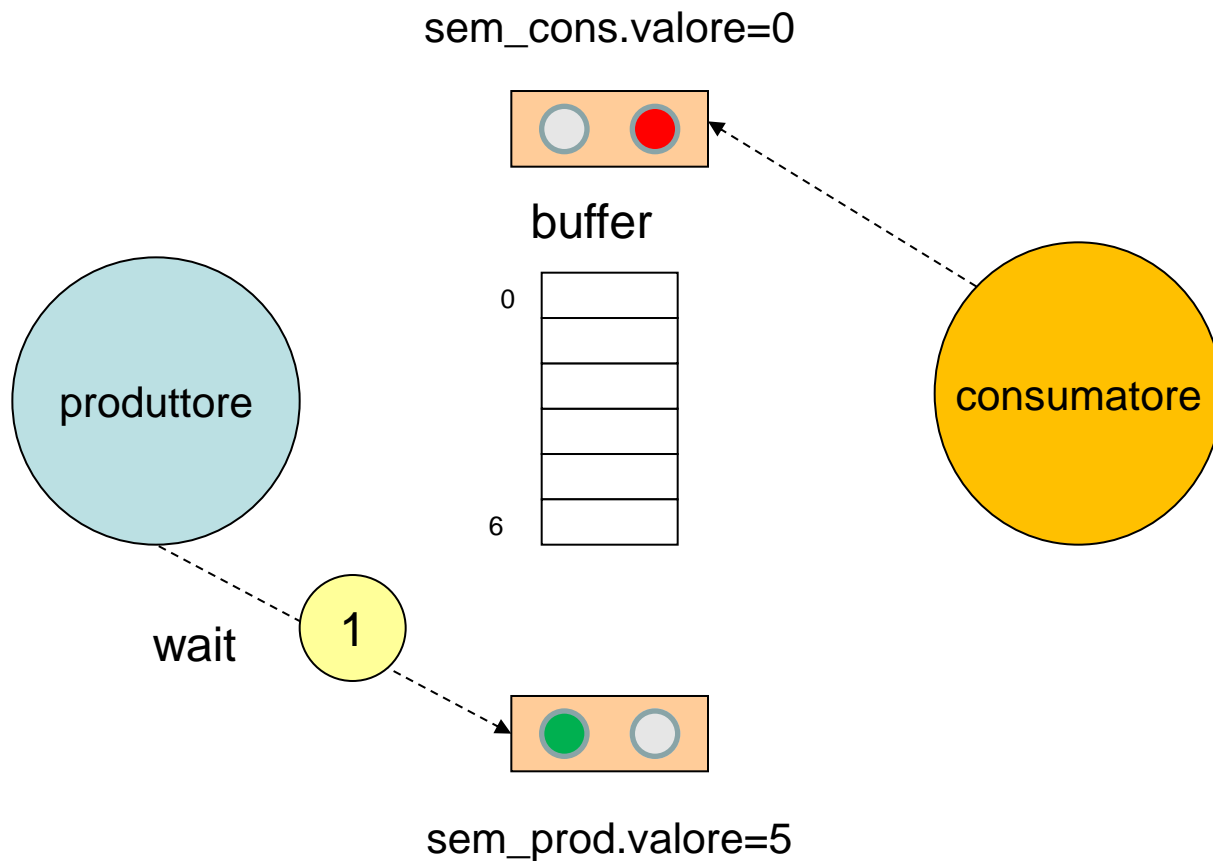 sem_cons.valore=0
buffer
0
produttore
consumatore
6
1
wait
sem_prod.valore=5